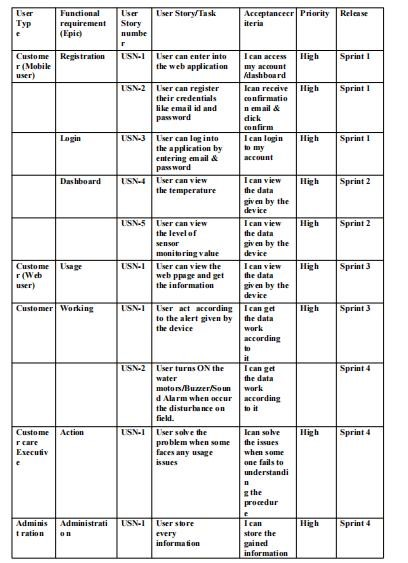 User Typ e | Functional requirement (Epic) | User Story numbe r | User Story/Task | Acceptancecr iteria | Priority | Release
Custome r (Mobile user) | Registration | USN-1 | User can enter into the web application | I can access my account /dashboard | High | Sprint 1
USN-2 | User can register their credentials like email id and password | Ican receive confirmatio n email & click confirm | High | Sprint 1
Login | USN-3 | User can log into the application by entering email & password | I can login to my account | High | Sprint 1
Dashboard | USN-4 | User can view the temperature | I can view the data given by the device | High | Sprint 2
USN-5 | User can view the level of sensor monitoring value | I can view the data given by the device | High | Sprint 2
Custome r (Web user) | Usage | USN-1 | User can view the web ppage and get the information | I can view the data given by the device | High | Sprint 3
Customer | Working | USN-1 | User act according to the alert given by the device | I can get the data work according to it | High | Sprint 3
USN-2 | User turns ON the water motors/Buzzer/Soun d Alarm when occur the disturbance on field. | I can get the data work according to it | Sprint 4
Custome r care Executiv e | Action | USN-1 | User solve the problem when some faces any usage issues | Ican solve the issues when some one fails to understandi n g the procedur e | High | Sprint 4
Adminis t ration | Administrati o n | USN-1 | User store every information | I can store the gained information | High | Sprint 4